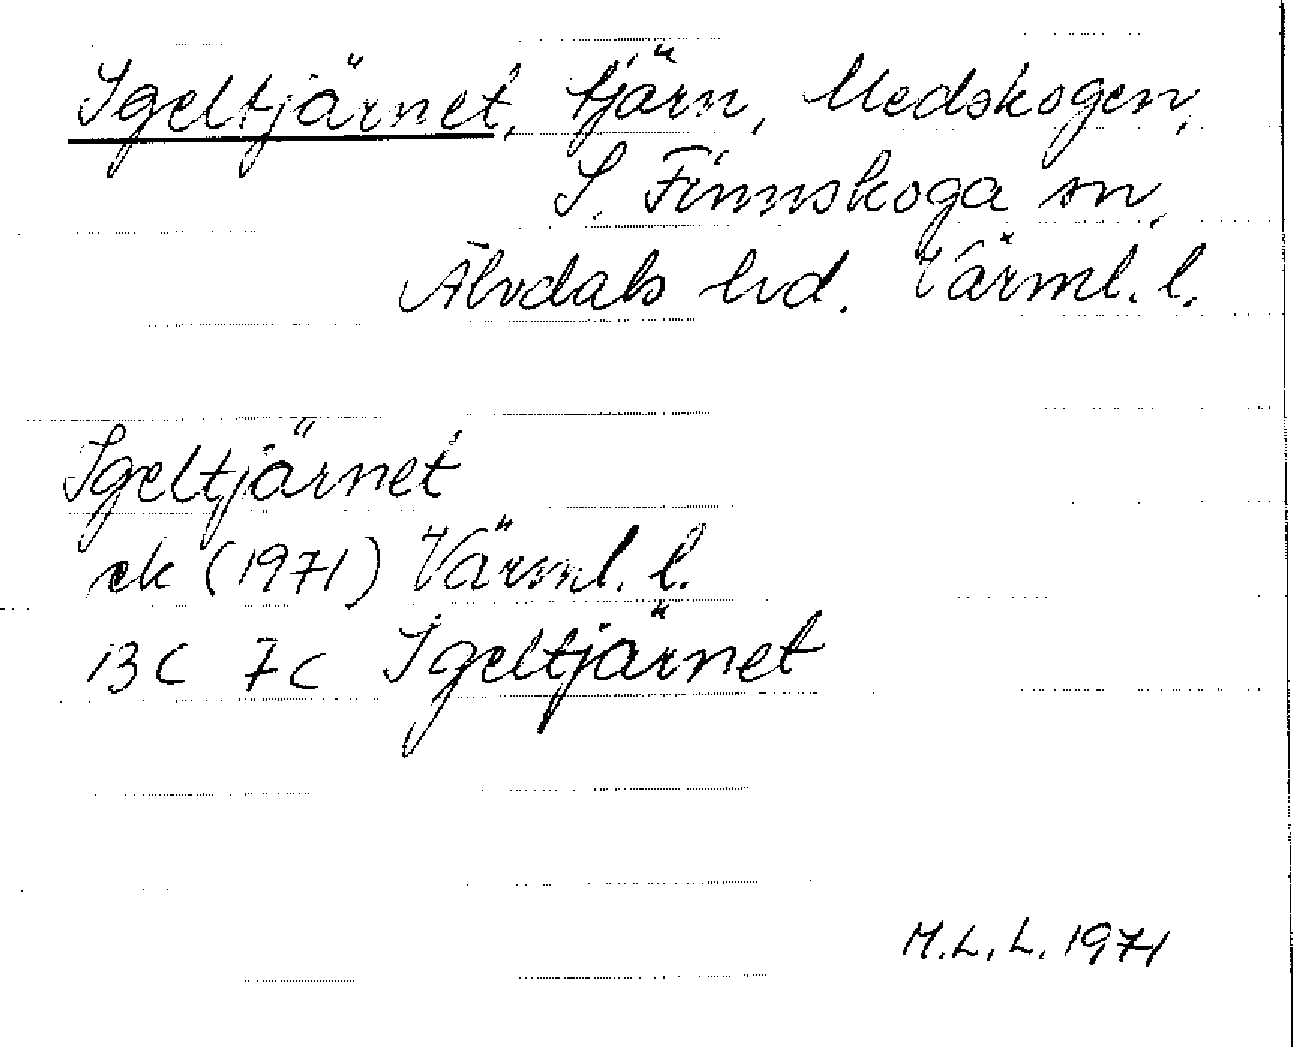 Igeltjärnet, tjärn, Medskogen,
S. Finnskoga sn,
Älvdals hd. Värml. l.
Igeltjärnet
ek (1971) Värml. l.
13C 7c Igeltjärnet
M.L.L. 1971